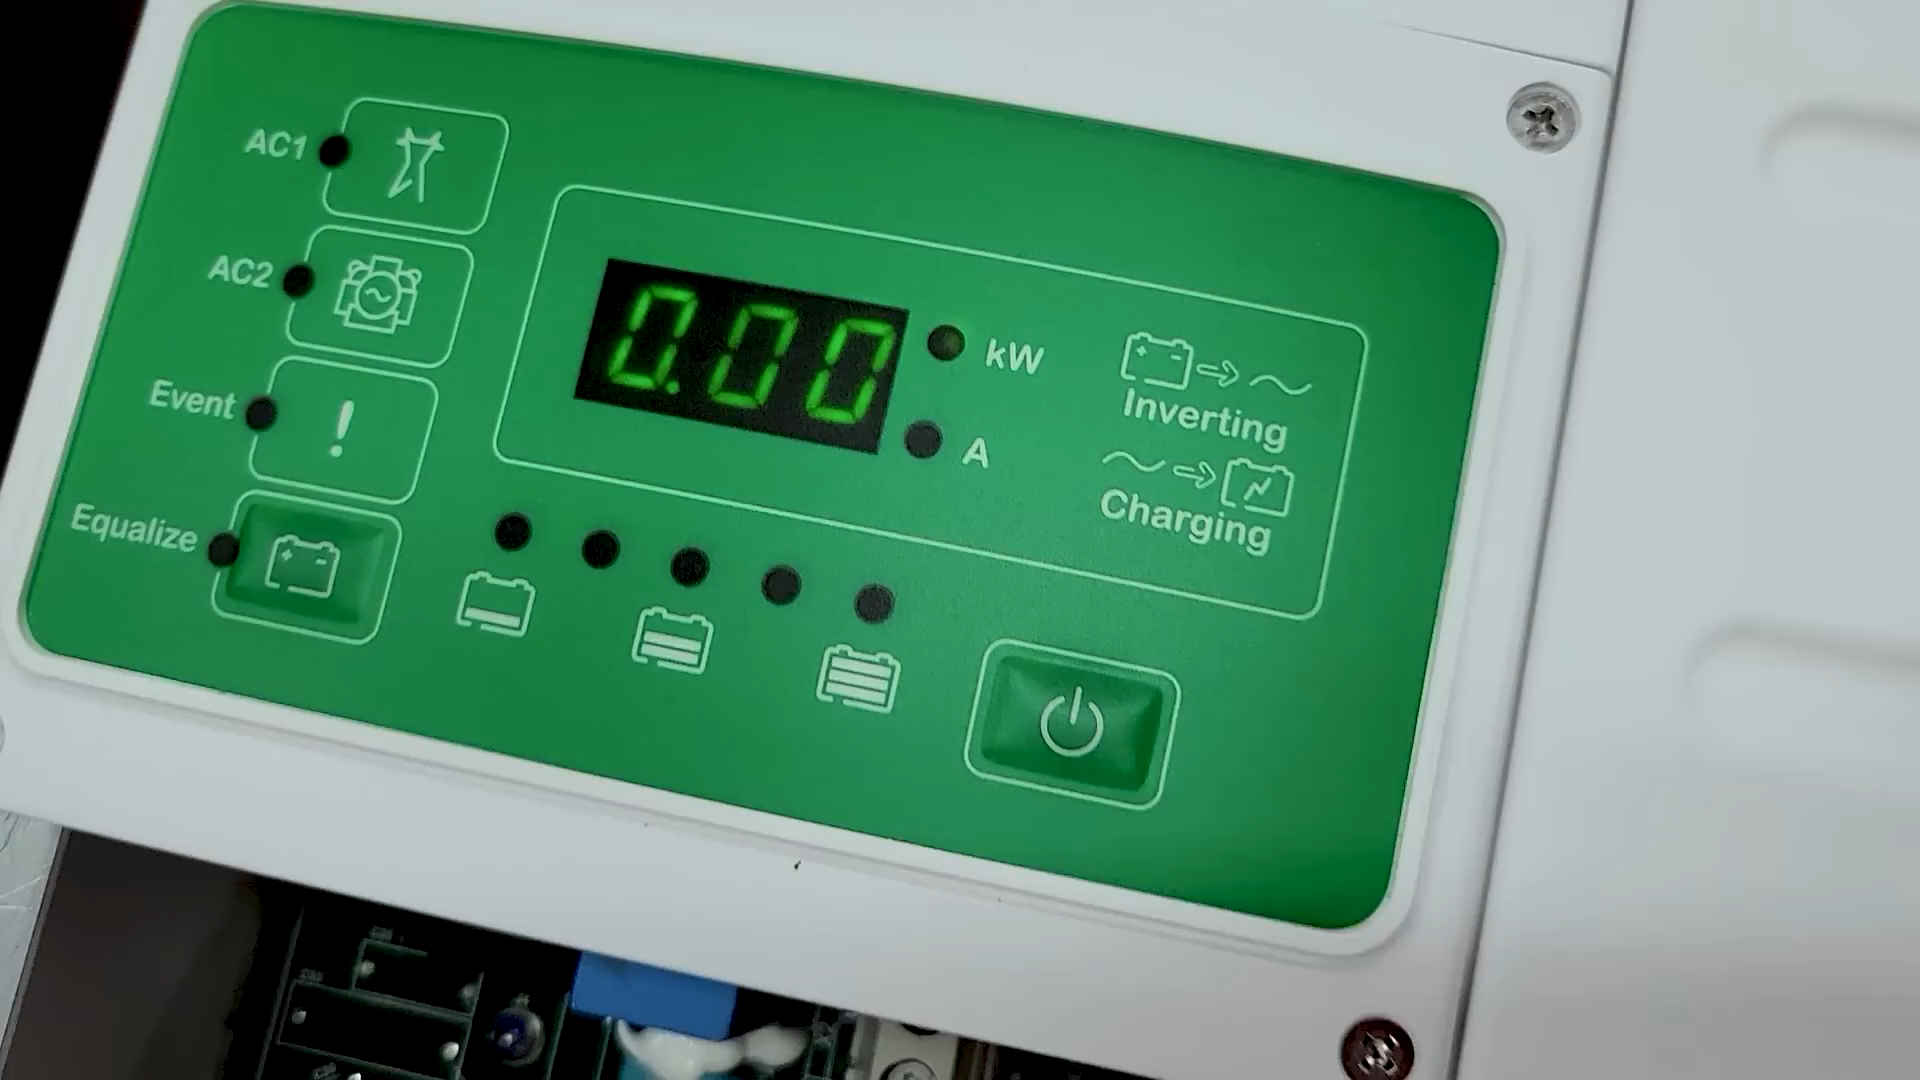 AC1
AC2
Event
!
Equalize
0.00
kW
A
Inverting
Charging